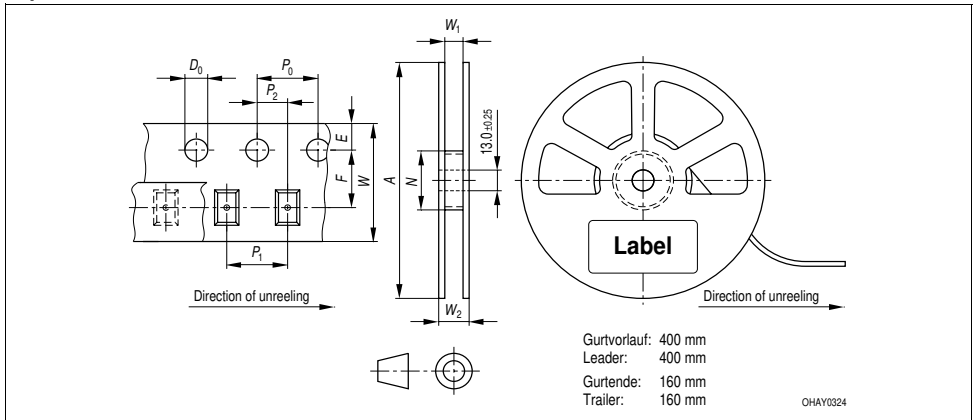 W1
D0
P0
P2
E
F
W
A
N
13.0 ±0.25
P1
W2
Label
Direction of unreeling
Direction of unreeling
Gurtvorlauf: 400 mm
Leader: 400 mm
Gurtende: 160 mm
Trailer: 160 mm
OHAY0324